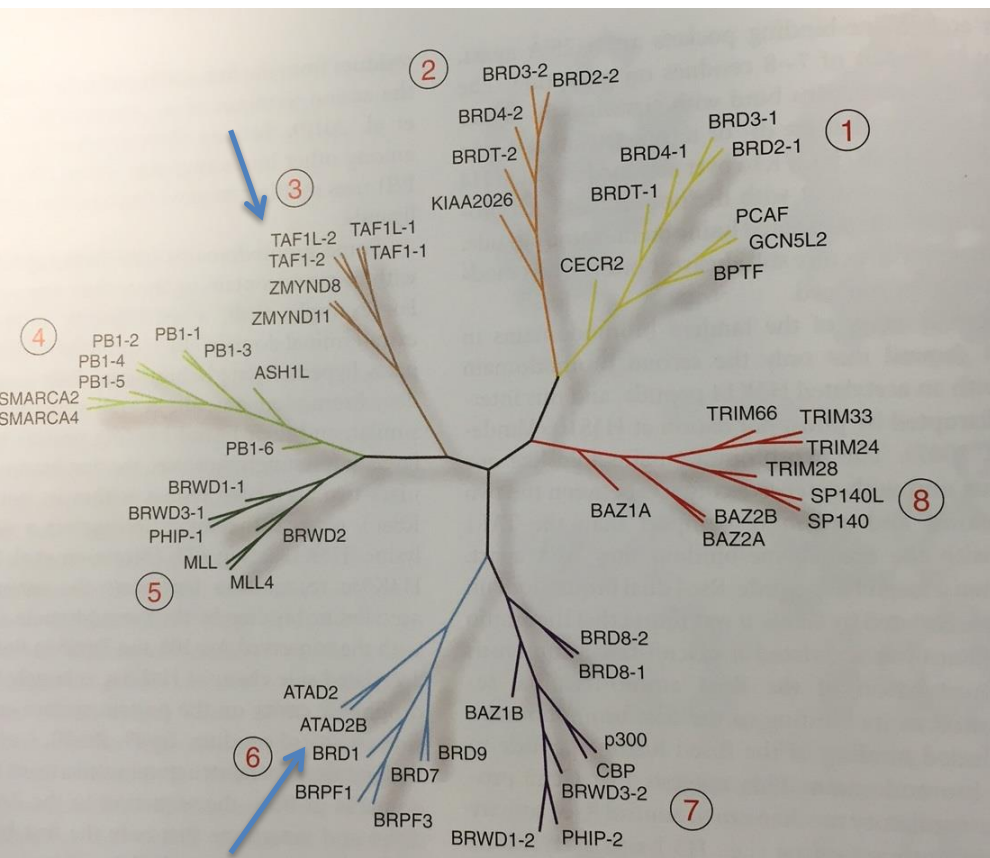 2
BRD3-2
BRD2-2
BRD4-2
BRDT-2
KIAA2026
1
BRD3-1
BRD2-1
BRD4-1
BRDT-1
PCAF
GCN5L2
BPTF
CECR2
3
TAF1L-2
TAF1L-1
TAF1-2
TAF1-1
ZMYND8
ZMYND11
4
PB1-2
PB1-1
PB1-4
PB1-3
PB1-5
ASH1L
SMARCA2
SMARCA4
PB1-6
BRWD1-1
BRWD3-1
PHIP-1
BRWD2
MLL
MLL4
5
TRIM66
TRIM33
TRIM24
TRIM28
SP140L
SP140
8
BAZ1A
BAZ2B
BAZ2A
ATAD2
ATAD2B
6
BRD1
BRD9
BRD7
BRPF1
BRPF3
BRD8-2
BRD8-1
BAZ1B
p300
CBP
BRWD3-2
7
BRWD1-2
PHIP-2